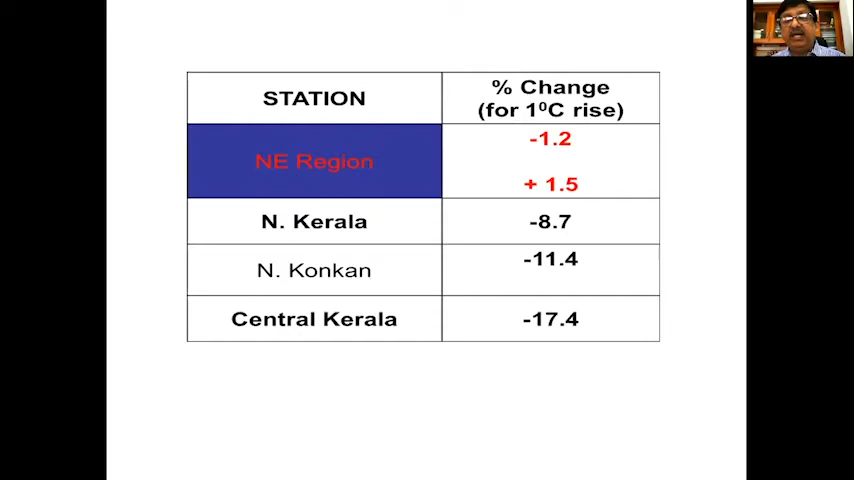 STATION
% Change
(for 1⁰C rise)
NE Region
-1.2
+ 1.5
N. Kerala
-8.7
N. Konkan
-11.4
Central Kerala
-17.4